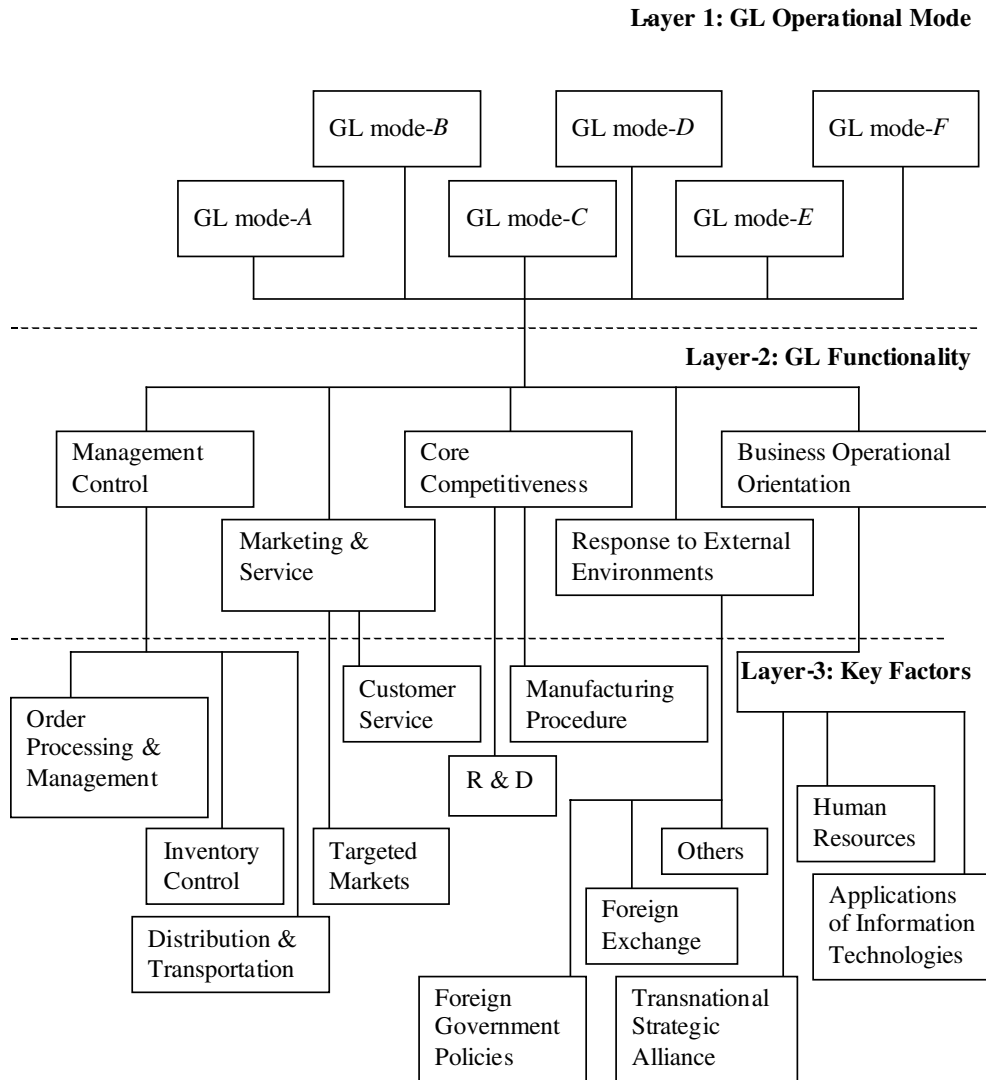 Layer 1: GL Operational Mode
GL mode-B
GL mode-D
GL mode-F
GL mode-A
GL mode-C
GL mode-E
Layer-2: GL Functionality
Management
Control
Core
Competitiveness
Business Operational
Orientation
Marketing &
Service
Response to External
Environments
Layer-3: Key Factors
Customer
Service
Manufacturing
Procedure
Order
Processing &
Management
R & D
Human
Resources
Inventory
Control
Targeted
Markets
Others
Applications
of Information
Technologies
Foreign
Exchange
Distribution &
Transportation
Foreign
Government
Policies
Transnational
Strategic
Alliance